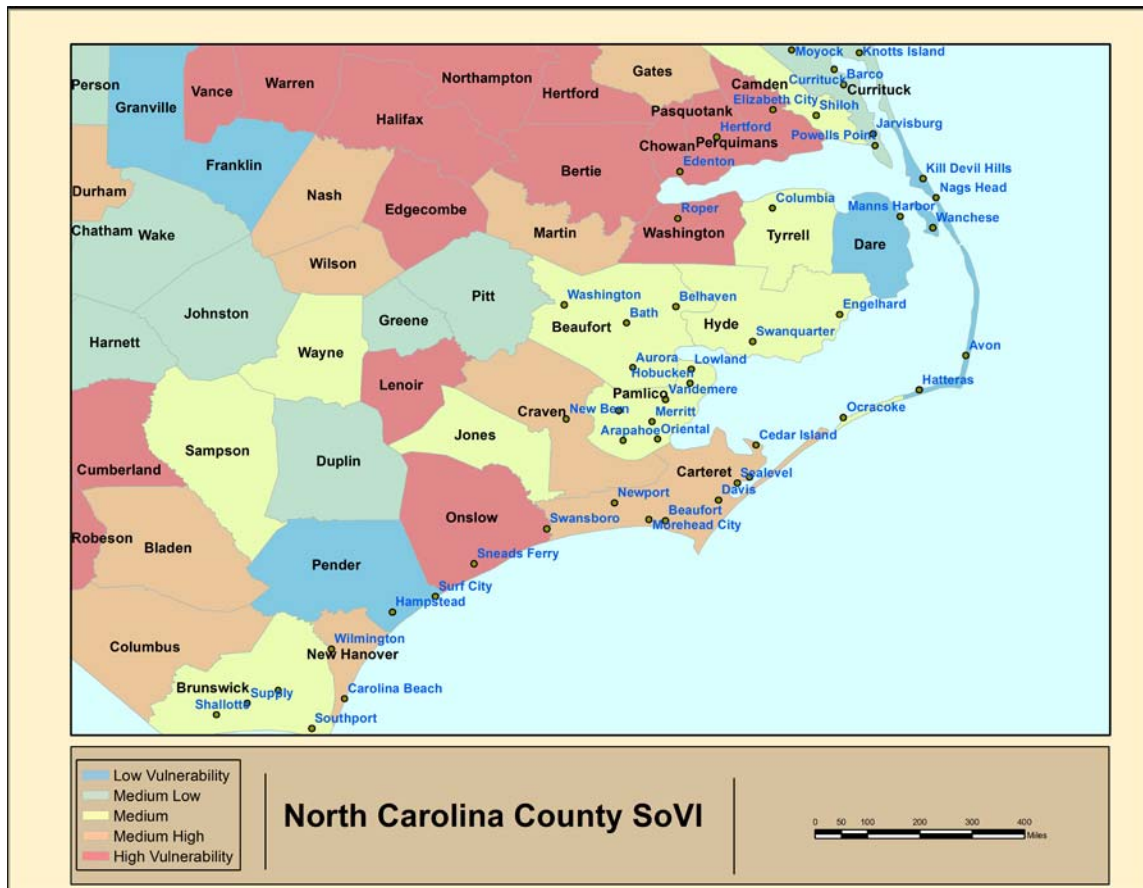 Moyock
Knotts Island
Person
Granville
Vance
Warren
Northampton
Hertford
Gates
Camden
Currituck
Barco
Currituck
Halifax
Pasquotank
Elizabeth City
Shiloh
Franklin
Hertford
Perquimans
Powells Point
Jarvisburg
Chowan
Edenton
Bertie
Durham
Nash
Edgecombe
Kill Devil Hills
Nags Head
Chatham
Wake
Martin
Roper
Washington
Columbia
Tyrrell
Manns Harbor
Wanchese
Dare
Wilson
Pitt
Johnston
Greene
Washington
Belhaven
Bath
Beaufort
Hyde
Engelhard
Swanquarter
Harnett
Wayne
Aurora
Lowland
Hobucken
Avon
Lenoir
Pamlico
Vandemere
Hatteras
Craven
New Bern
Merritt
Ocracoke
Jones
Arapahoe
Oriental
Cedar Island
Sampson
Duplin
Cumberland
Carteret
Sealevel
Davis
Newport
Beaufort
Morehead City
Onslow
Swansboro
Robeson
Bladen
Sneads Ferry
Pender
Surf City
Hampstead
Columbus
Wilmington
New Hanover
Brunswick
Supply
Shallotte
Carolina Beach
Southport
Low Vulnerability
Medium Low
Medium
Medium High
High Vulnerability
North Carolina County SoVI
0 50 100 200 300 400
Miles